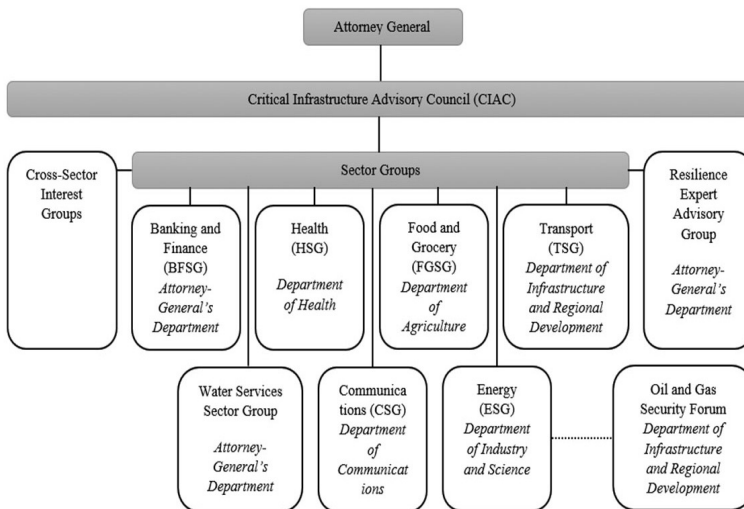 Attorney General
Critical Infrastructure Advisory Council (CIAC)
Cross-Sector
Interest
Groups
Sector Groups
Resilience
Expert
Advisory
Group
Attorney-
General's
Department
Banking and
Finance
(BFSG)
Attorney-
General's
Department
Health
(HSG)
Department
of Health
Food and
Grocery
(FGSG)
Department
of
Agriculture
Transport
(TSG)
Department of
Infrastructure
and Regional
Development
Water Services
Sector Group
Attorney-
General's
Department
Communica
tions (CSG)
Department
of
Communicat
ions
Energy
(ESG)
Department
of Industry
and Science
Oil and Gas
Security Forum
Department of
Infrastructure
and Regional
Development